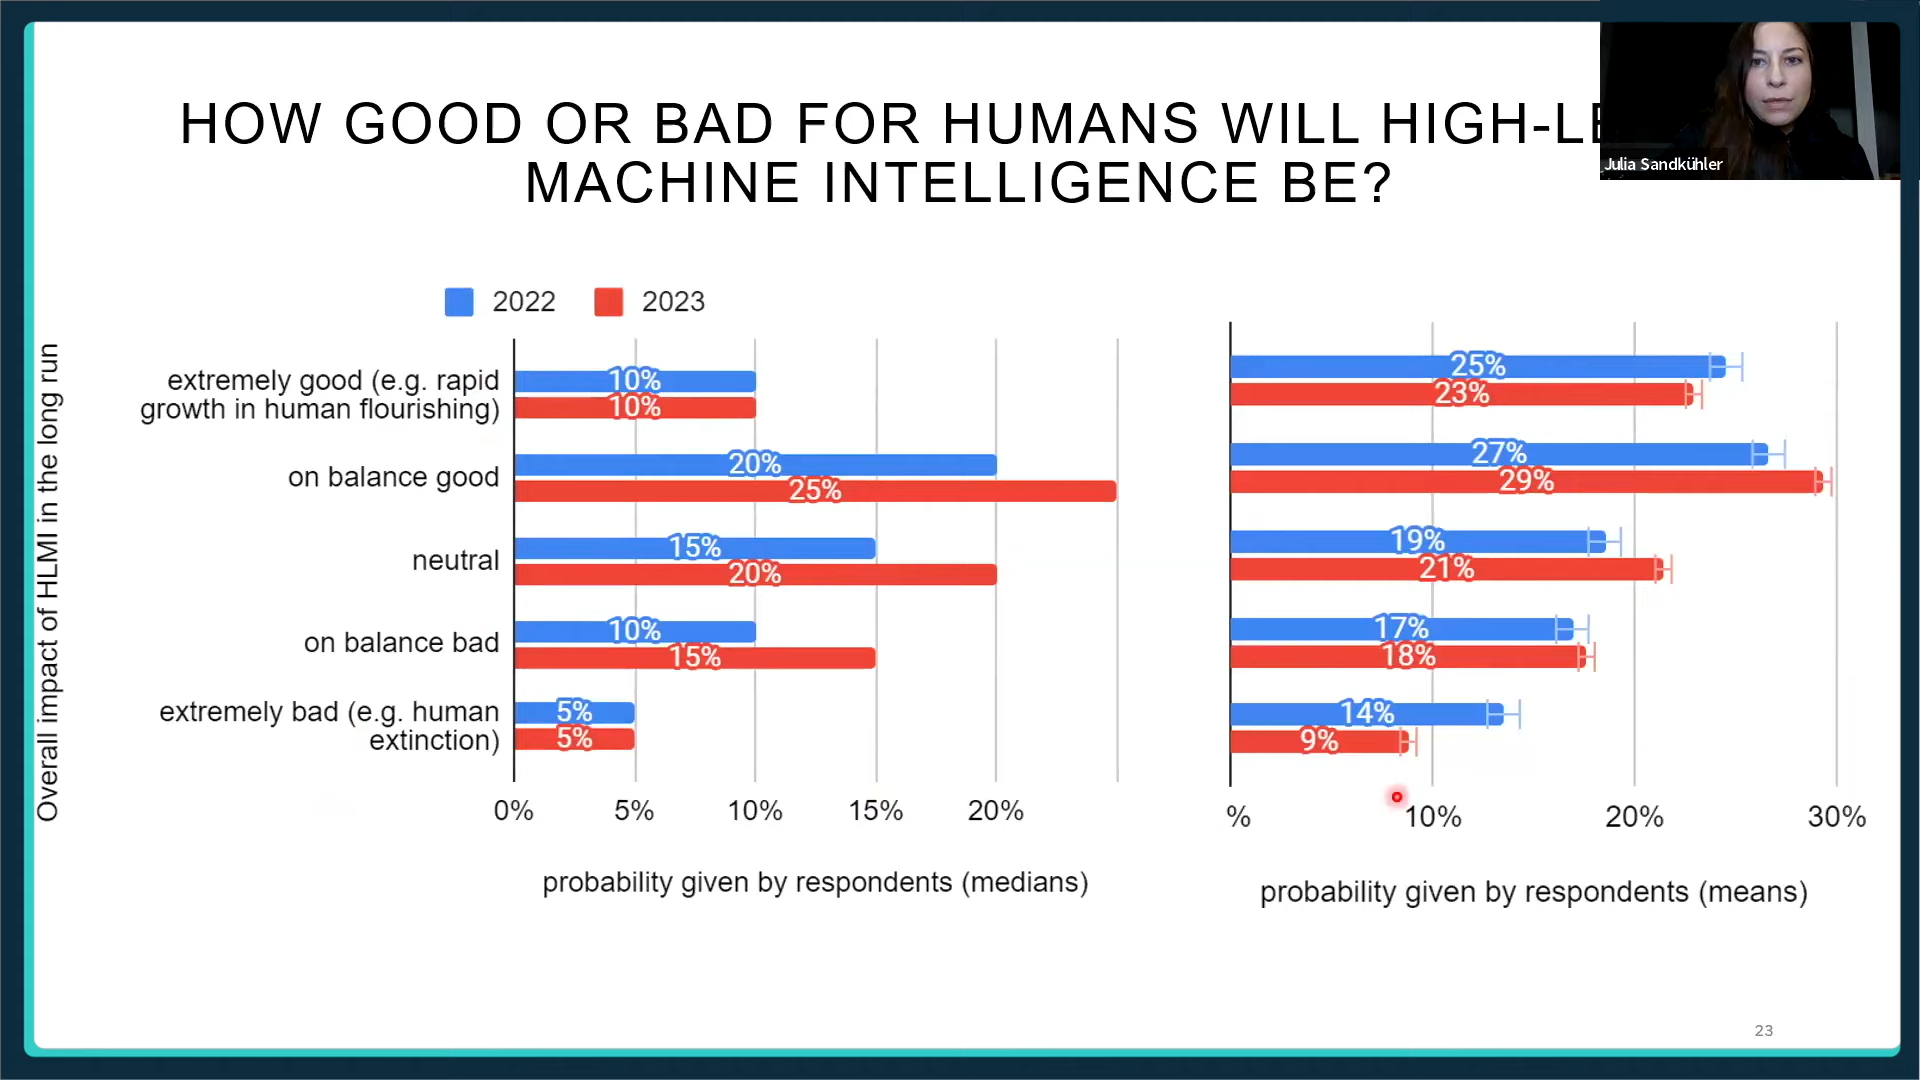 HOW GOOD OR BAD FOR HUMANS WILL HIGH-LE
MACHINE INTELLIGENCE BE?
Julia Sandkühler
2022
2023
Overall impact of HLMI in the long run
extremely good (e.g. rapid
growth in human flourishing)
10%
10%
on balance good
20%
25%
neutral
15%
20%
on balance bad
10%
15%
extremely bad (e.g. human
extinction)
5%
5%
0% 5% 10% 15% 20%
probability given by respondents (medians)
25%
23%
27%
29%
19%
21%
17%
18%
14%
9%
% 10% 20% 30%
probability given by respondents (means)
23